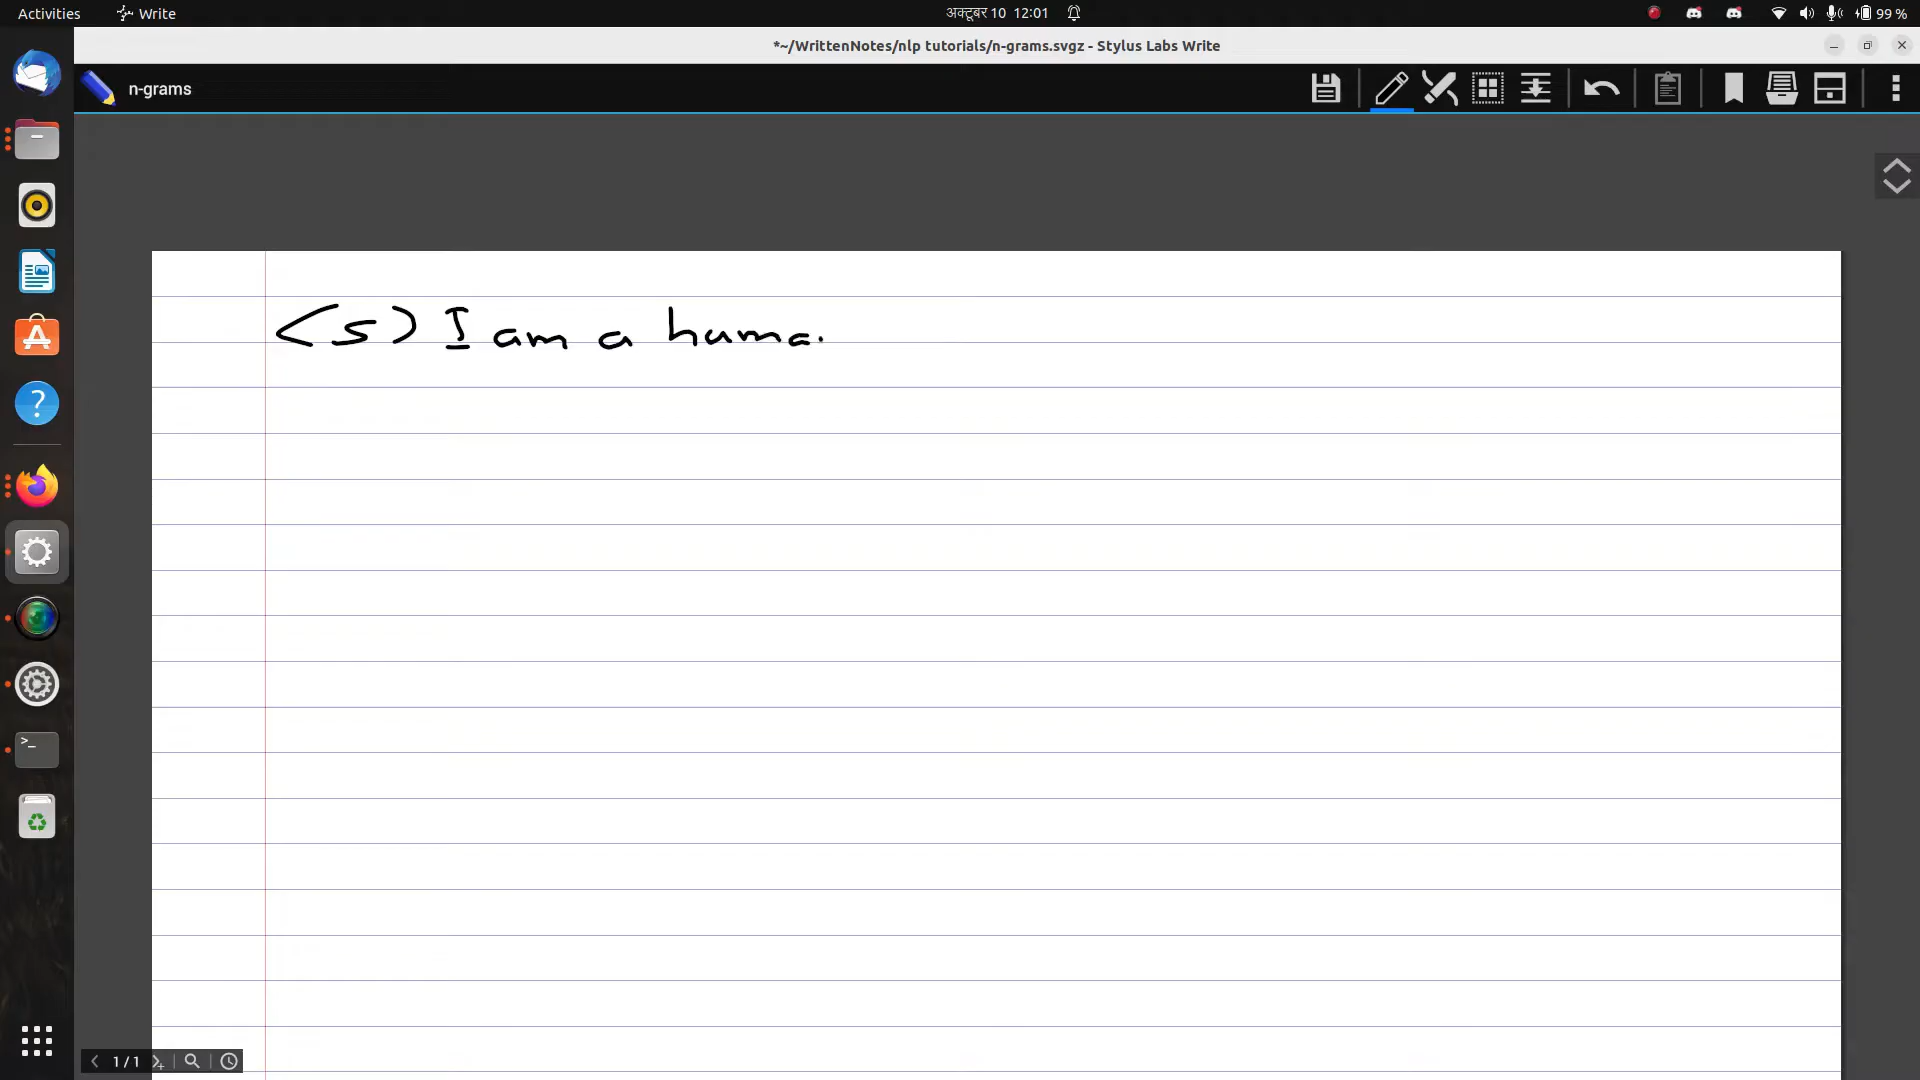 Activities Write अक्टूबर 10 12:01 99 %
*~/WrittenNotes/nlp tutorials/n-grams.svgz - Stylus Labs Write
n-grams
<s) I am a huma.
1/1